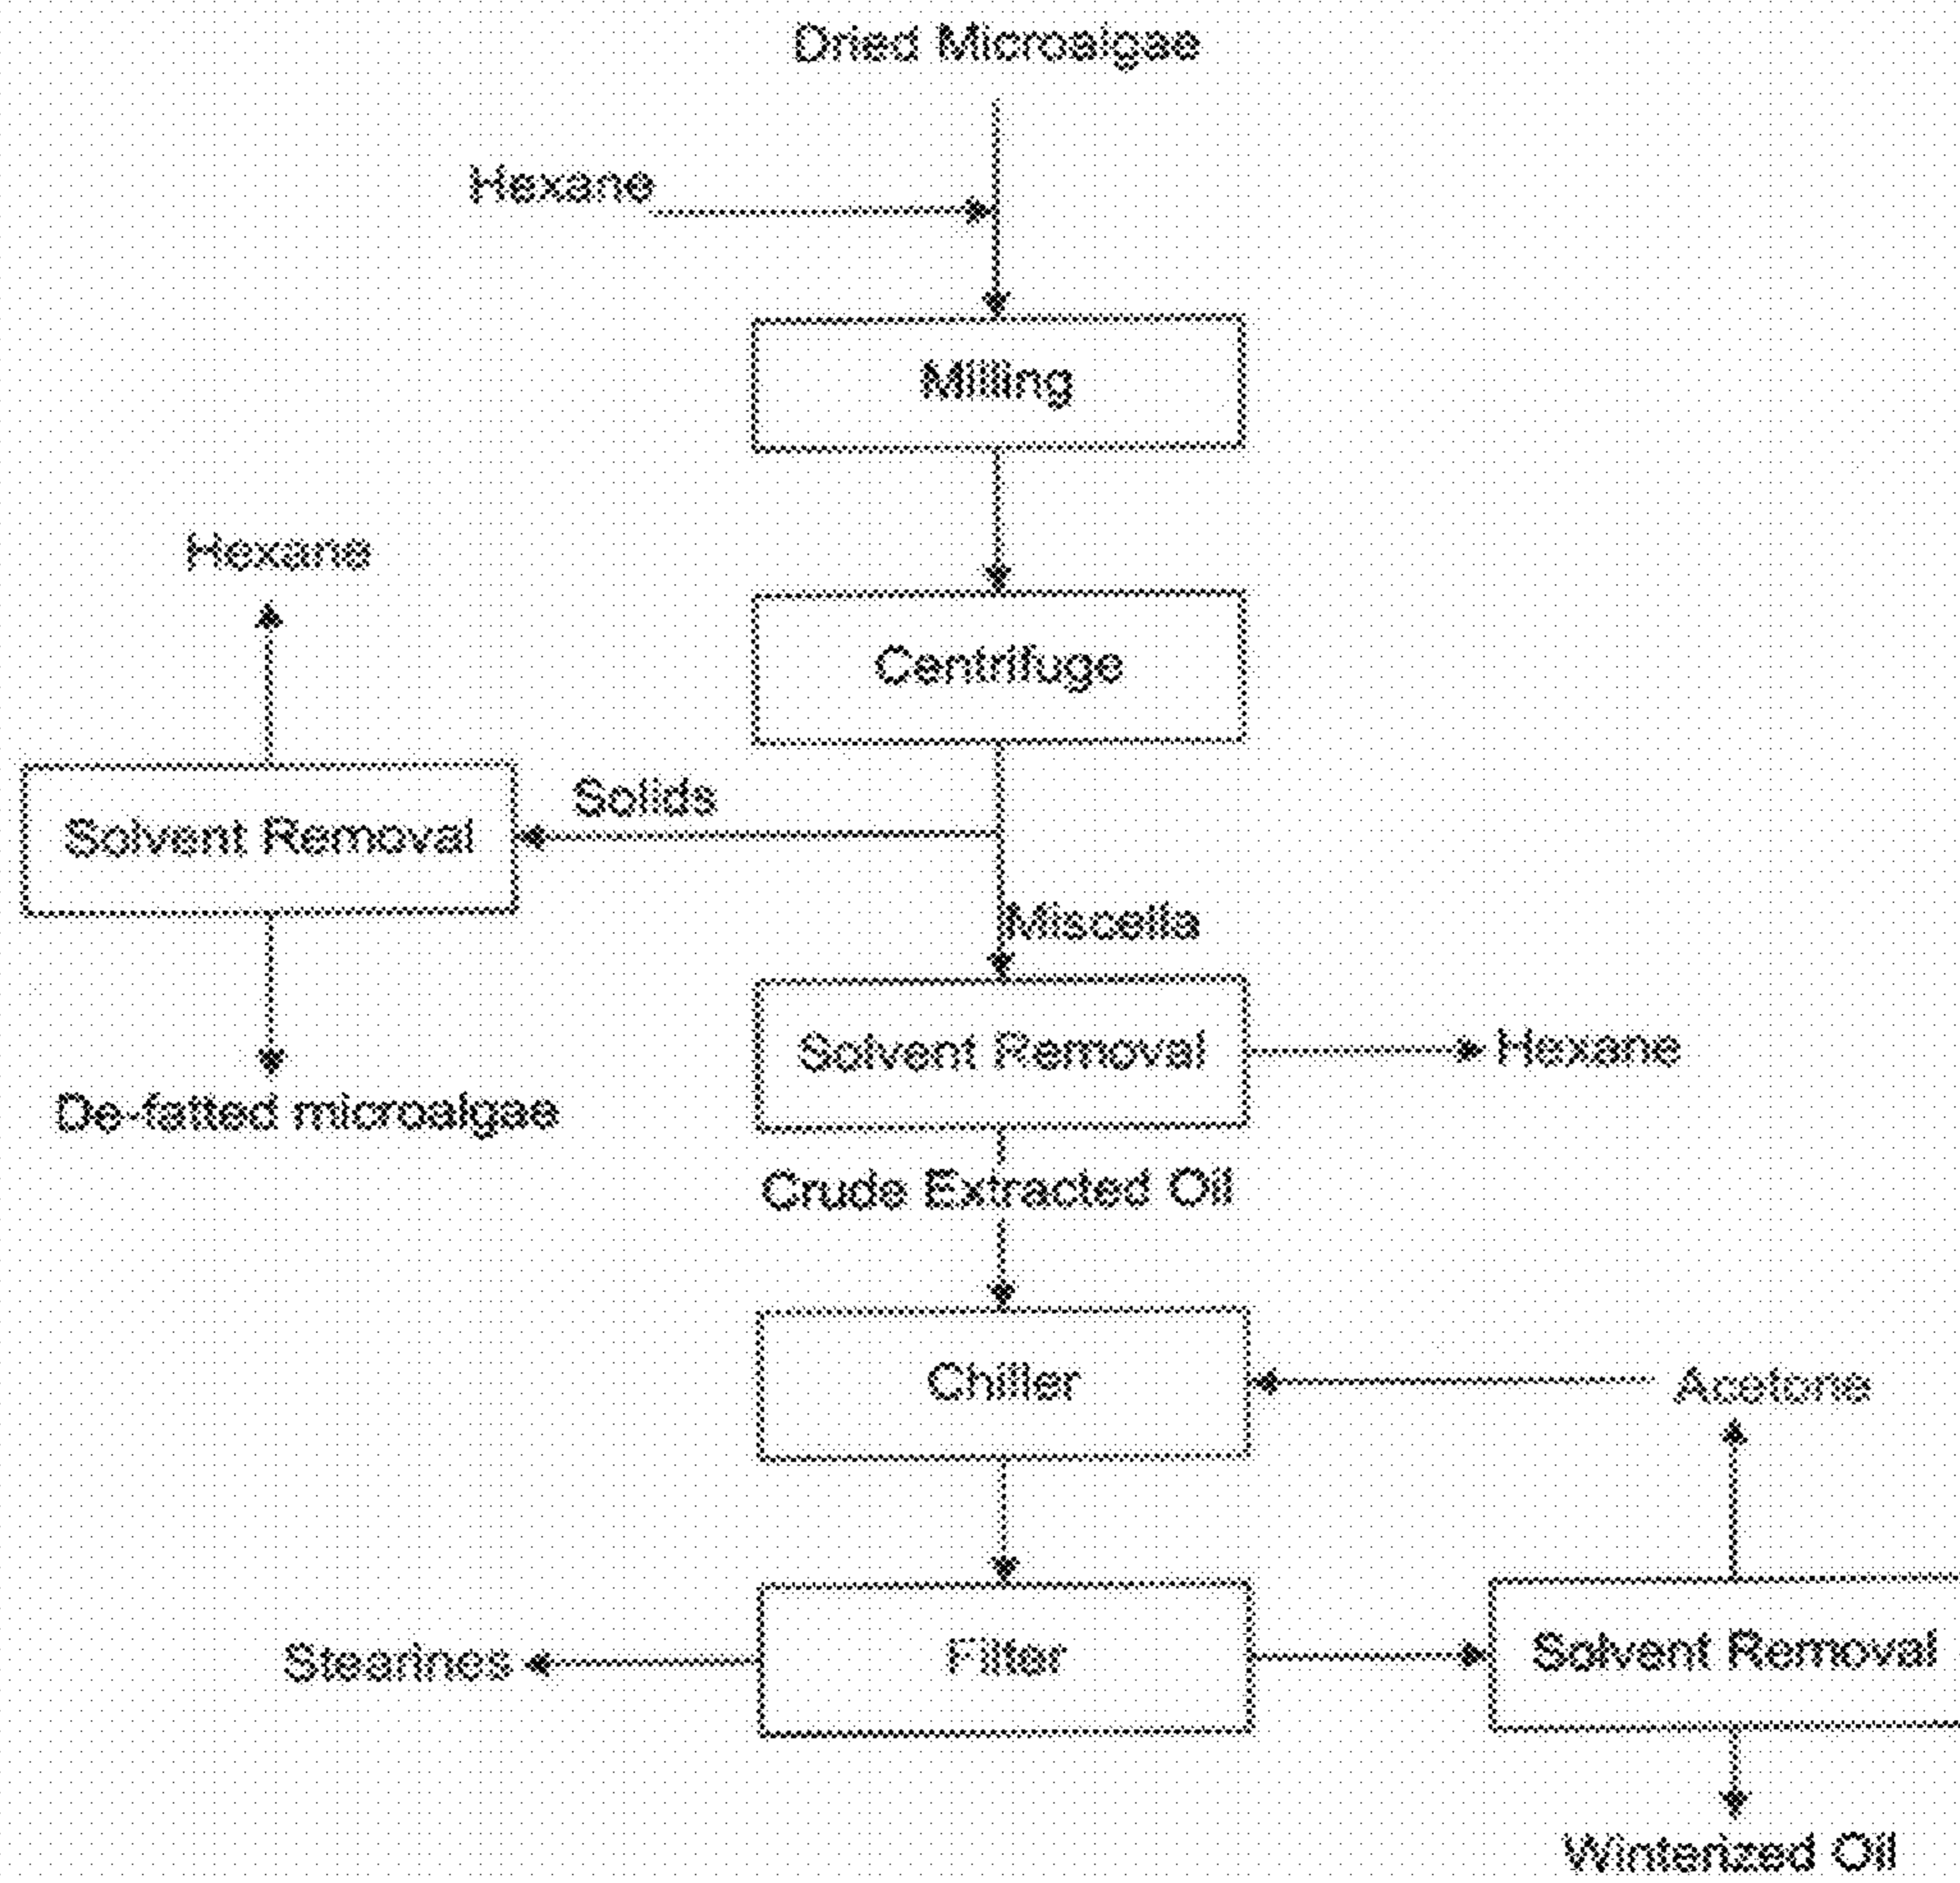 Dried Microalgae
Hexane
Milling
Hexane
Centrifuge
Solids
Solvent Removal
Miscella
Solvent Removal
Hexane
De-fatted microalgae
Crude Extracted Oil
Chiller
Acetone
Stearines
Filter
Solvent Removal
Winterized Oil